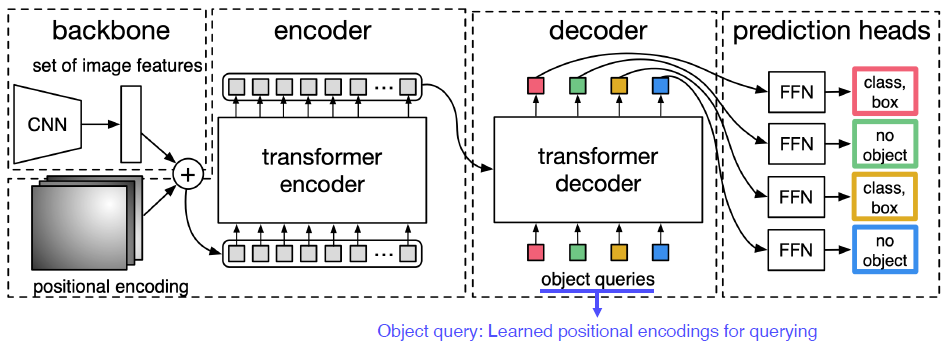 backbone
set of image features
CNN
+
positional encoding
encoder
...
transformer
encoder
...
decoder
transformer
decoder
object queries
prediction heads
FFN
class,
box
FFN
no
object
FFN
class,
box
FFN
no
object
Object query: Learned positional encodings for querying